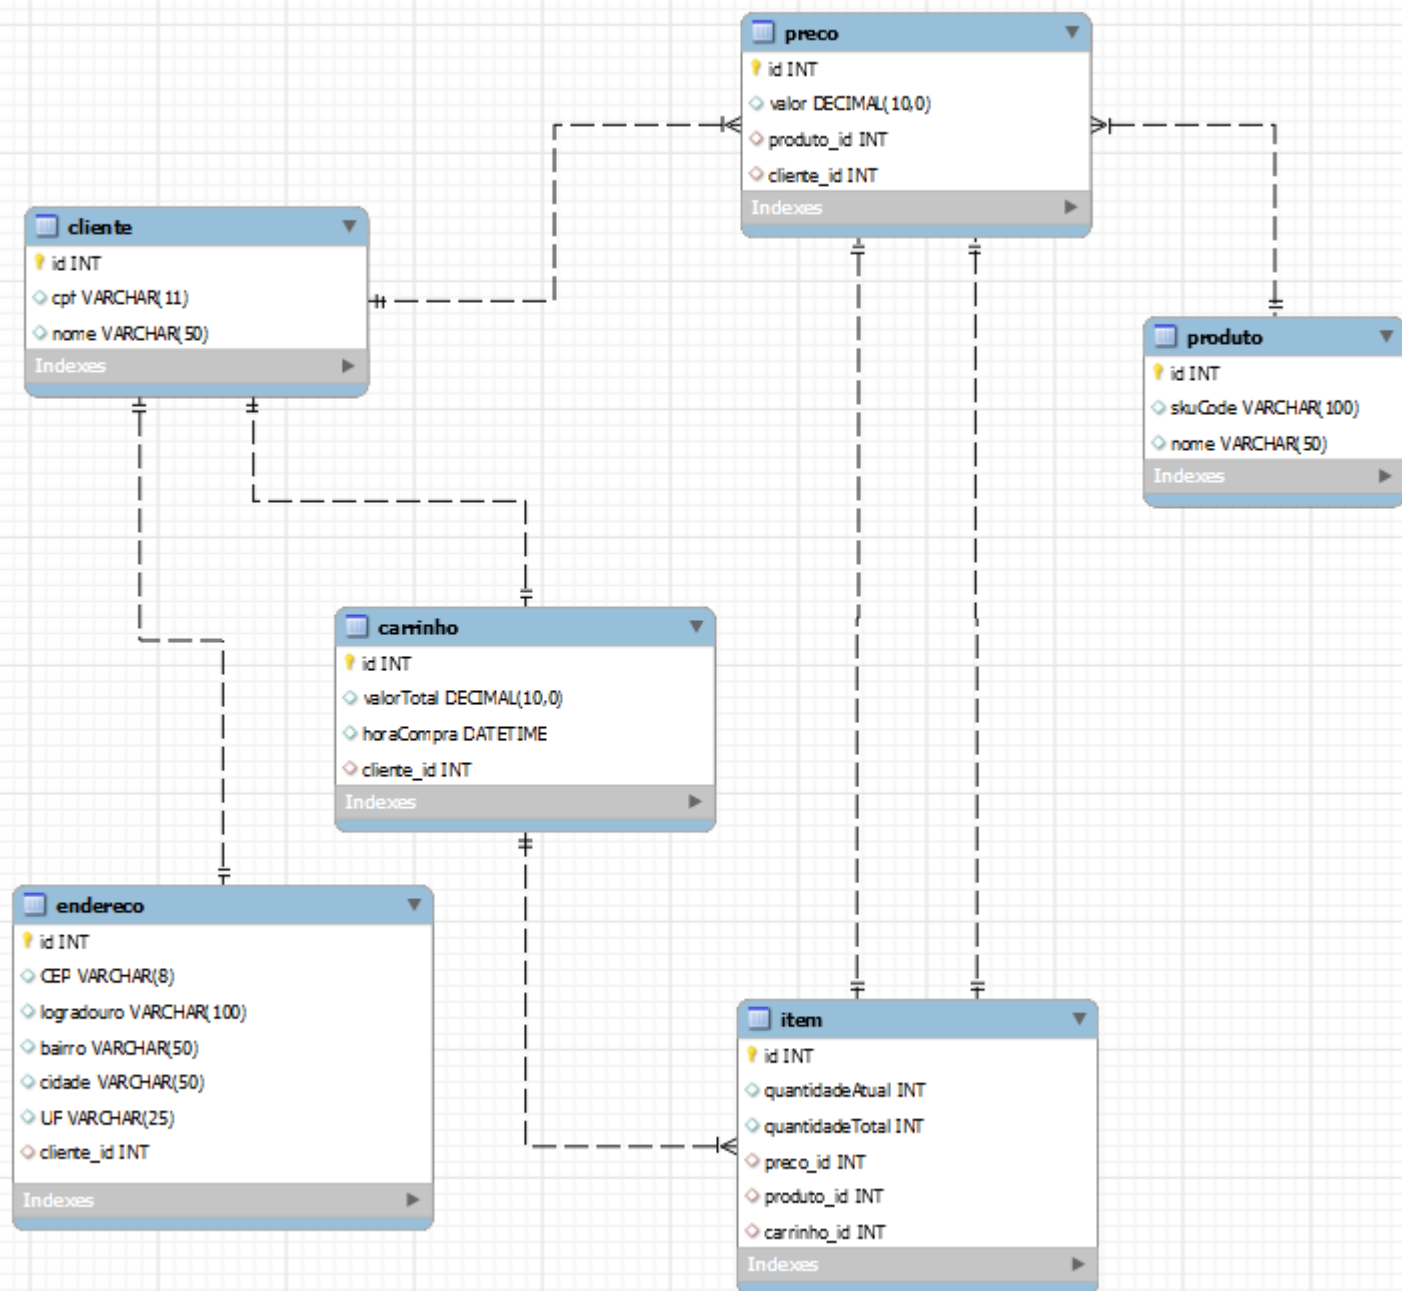 preco
id INT
valor DECIMAL(10,0)
produto_id INT
cliente_id INT
Indexes
cliente
id INT
cpf VARCHAR(11)
nome VARCHAR(50)
Indexes
produto
id INT
skuCode VARCHAR(100)
nome VARCHAR(50)
Indexes
carrinho
id INT
valorTotal DECIMAL(10,0)
horaCompra DATETIME
cliente_id INT
Indexes
endereco
id INT
CEP VARCHAR(8)
logradouro VARCHAR(100)
bairro VARCHAR(50)
cidade VARCHAR(50)
UF VARCHAR(25)
cliente_id INT
Indexes
item
id INT
quantidadeAtual INT
quantidadeTotal INT
preco_id INT
produto_id INT
carrinho_id INT
Indexes